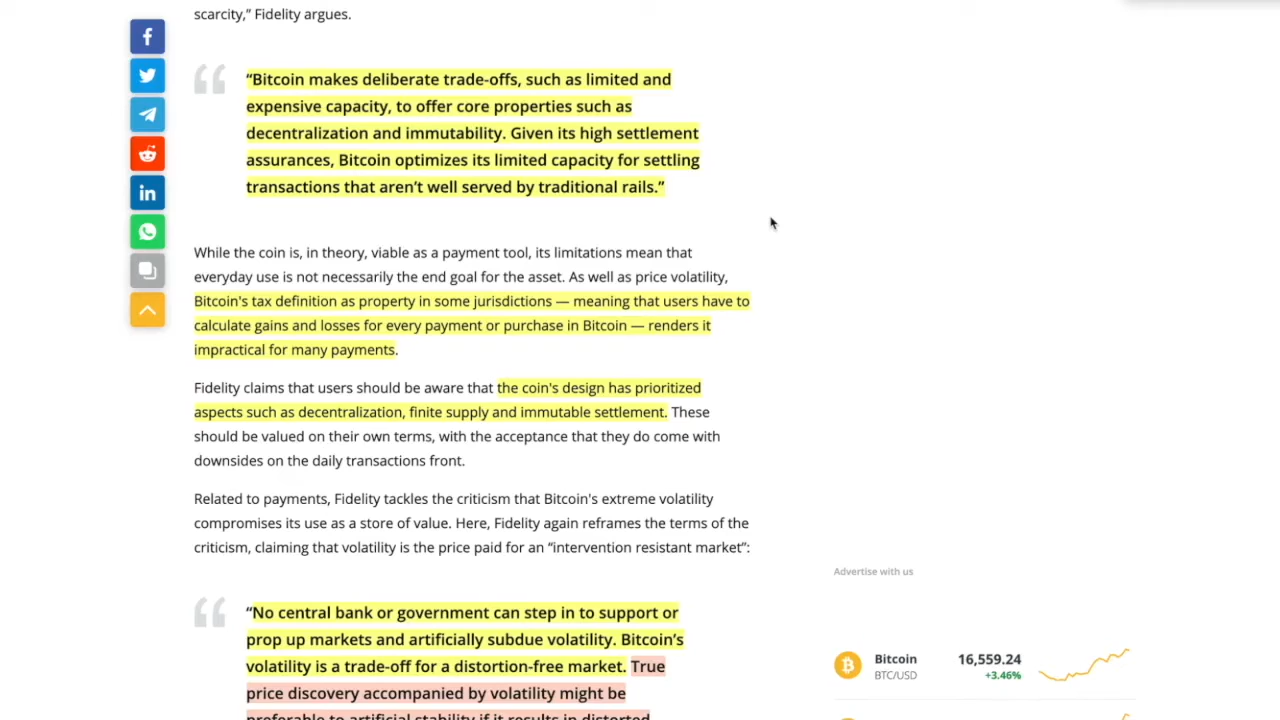 scarcity,” Fidelity argues.
“Bitcoin makes deliberate trade-offs, such as limited and
expensive capacity, to offer core properties such as
decentralization and immutability. Given its high settlement
assurances, Bitcoin optimizes its limited capacity for settling
transactions that aren’t well served by traditional rails.”
While the coin is, in theory, viable as a payment tool, its limitations mean that
everyday use is not necessarily the end goal for the asset. As well as price volatility,
Bitcoin's tax definition as property in some jurisdictions — meaning that users have to
calculate gains and losses for every payment or purchase in Bitcoin — renders it
impractical for many payments.
Fidelity claims that users should be aware that the coin's design has prioritized
aspects such as decentralization, finite supply and immutable settlement. These
should be valued on their own terms, with the acceptance that they do come with
downsides on the daily transactions front.
Related to payments, Fidelity tackles the criticism that Bitcoin's extreme volatility
compromises its use as a store of value. Here, Fidelity again reframes the terms of the
criticism, claiming that volatility is the price paid for an “intervention resistant market”:
“No central bank or government can step in to support or
prop up markets and artificially subdue volatility. Bitcoin’s
volatility is a trade-off for a distortion-free market. True
price discovery accompanied by volatility might be
preferable to artificial stability if it results in distorted
Advertise with us
Bitcoin 16,559.24
BTC/USD +3.46%